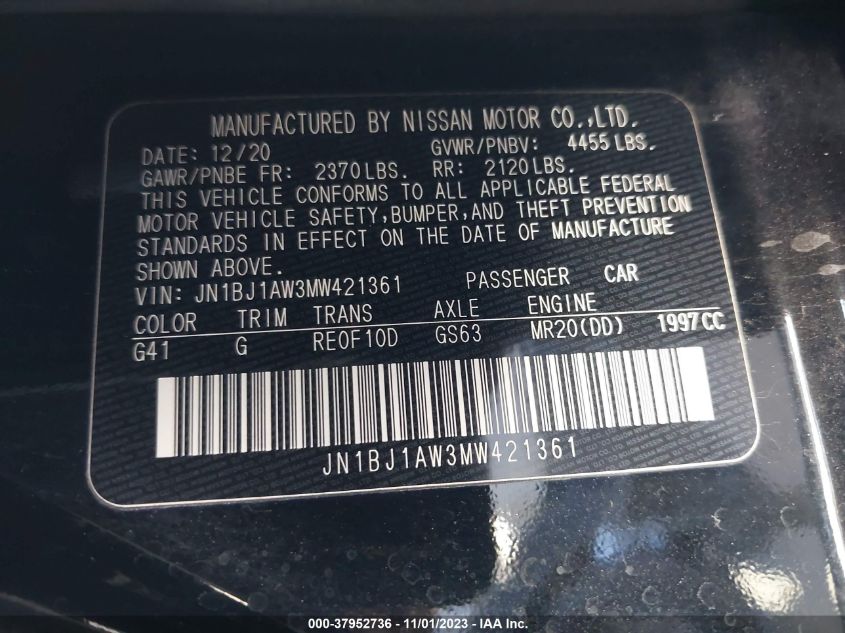 MANUFACTURED BY NISSAN MOTOR CO.,LTD.
DATE: 12/20 GVWR/PNBV: 4455 LBS.
GAWR/PNBE FR: 2370LBS. RR: 2120LBS.
THIS VEHICLE CONFORMS TO ALL APPLICABLE FEDERAL
MOTOR VEHICLE SAFETY,BUMPER,AND THEFT PREVENTION
STANDARDS IN EFFECT ON THE DATE OF MANUFACTURE
SHOWN ABOVE.
VIN: JN1BJ1AW3MW421361 PASSENGER CAR
COLOR TRIM TRANS AXLE ENGINE
G41 G RE0F10D GS63 MR20(DD) 1997CC
JN1BJ1AW3MW421361
000-37952736 - 11/01/2023 - IAA Inc.